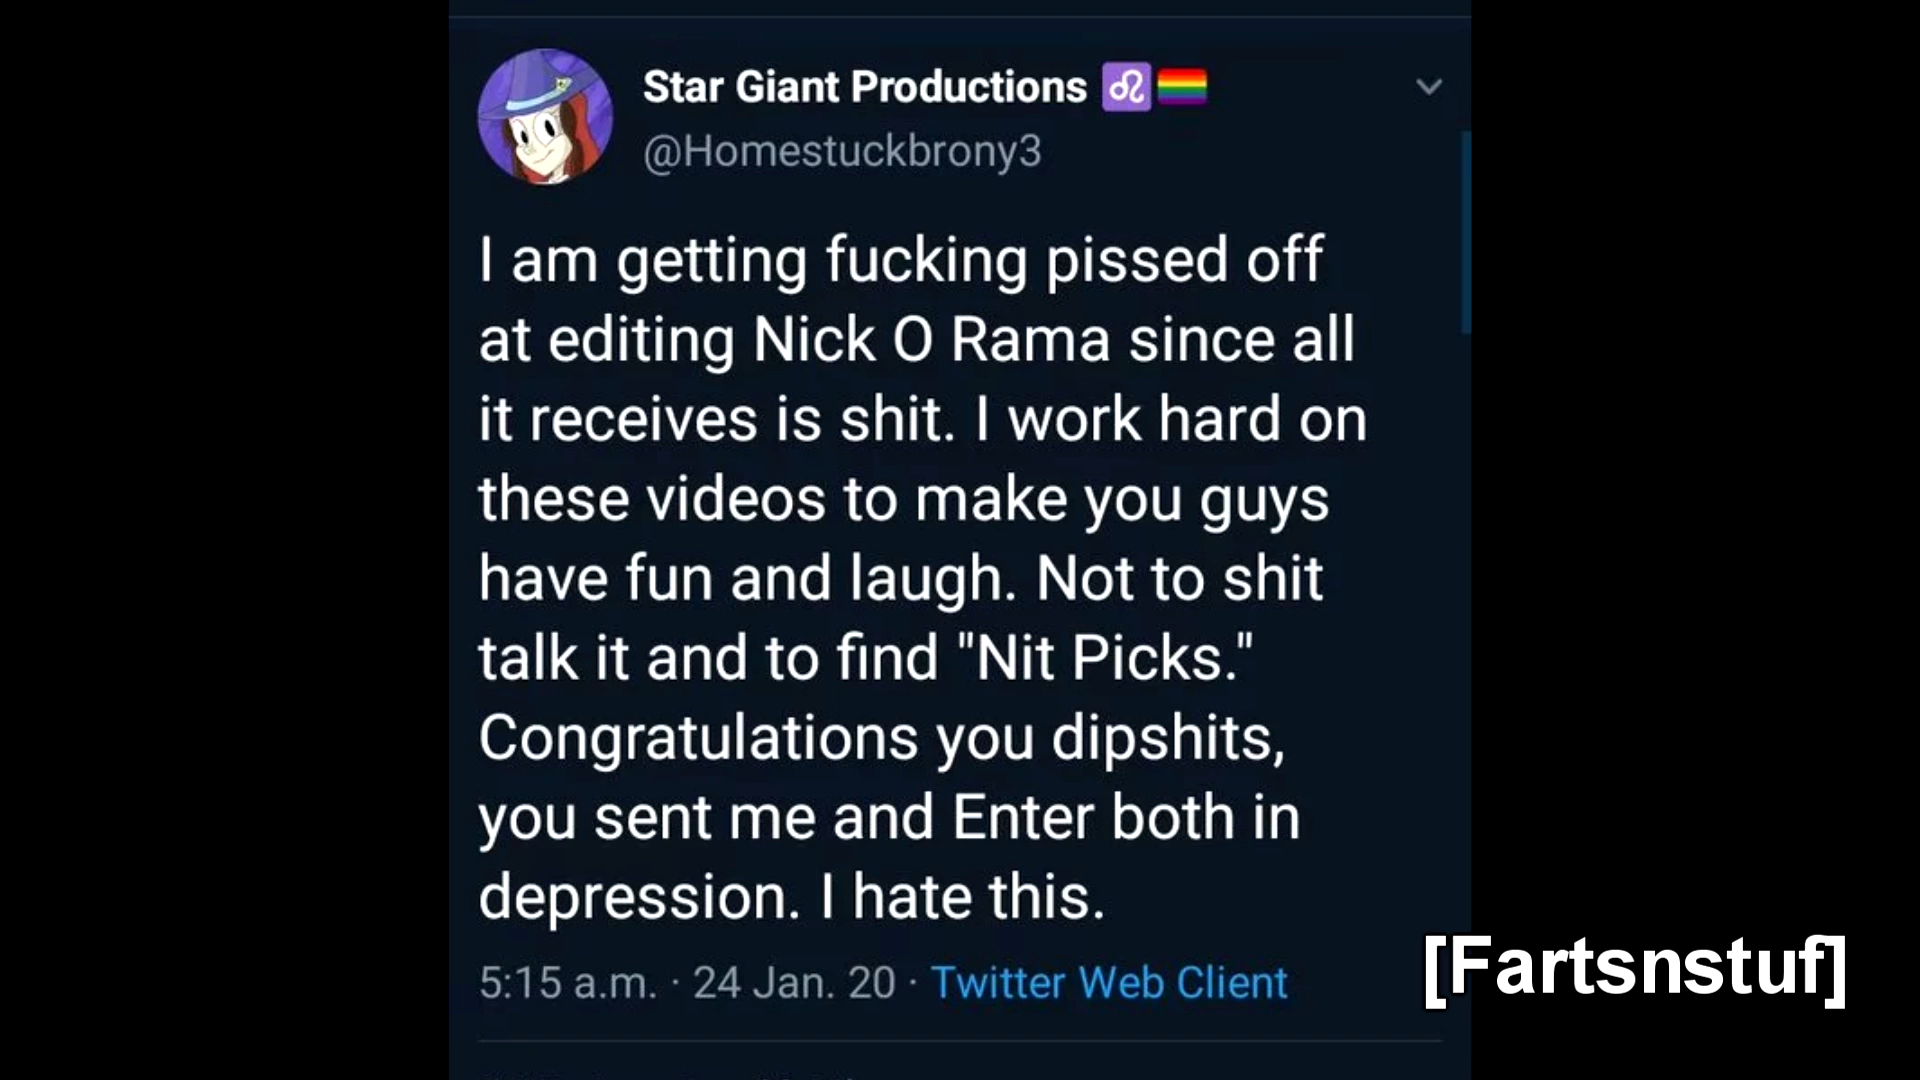 Star Giant Productions ♌🏳️‍🌈
@Homestuckbrony3
I am getting fucking pissed off
at editing Nick O Rama since all
it receives is shit. I work hard on
these videos to make you guys
have fun and laugh. Not to shit
talk it and to find "Nit Picks."
Congratulations you dipshits,
you sent me and Enter both in
depression. I hate this.
5:15 a.m. · 24 Jan. 20 · Twitter Web Client
[Fartsnstuf]